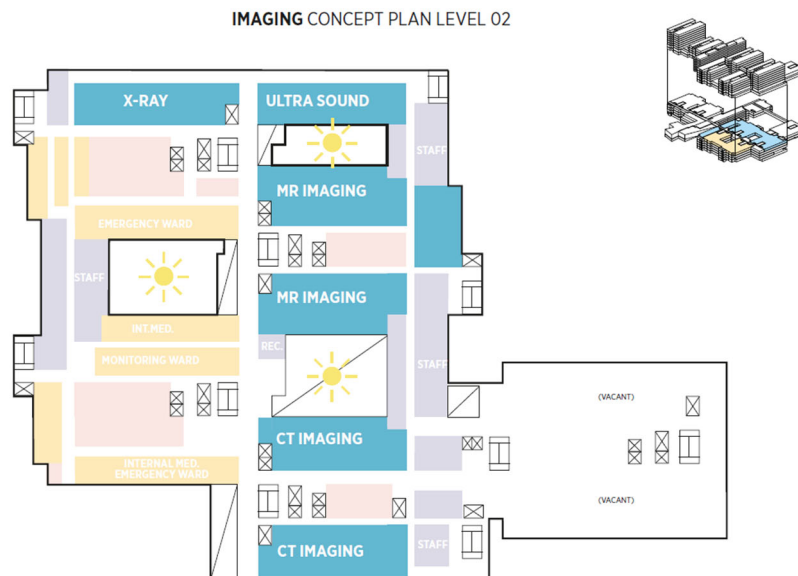 IMAGING CONCEPT PLAN LEVEL 02
X-RAY
ULTRA SOUND
STAFF
MR IMAGING
EMERGENCY WARD
STAFF
MR IMAGING
INT.MED.
REC.
MONITORING WARD
STAFF
(VACANT)
CT IMAGING
INTERNAL MED.
EMERGENCY WARD
(VACANT)
CT IMAGING
STAFF